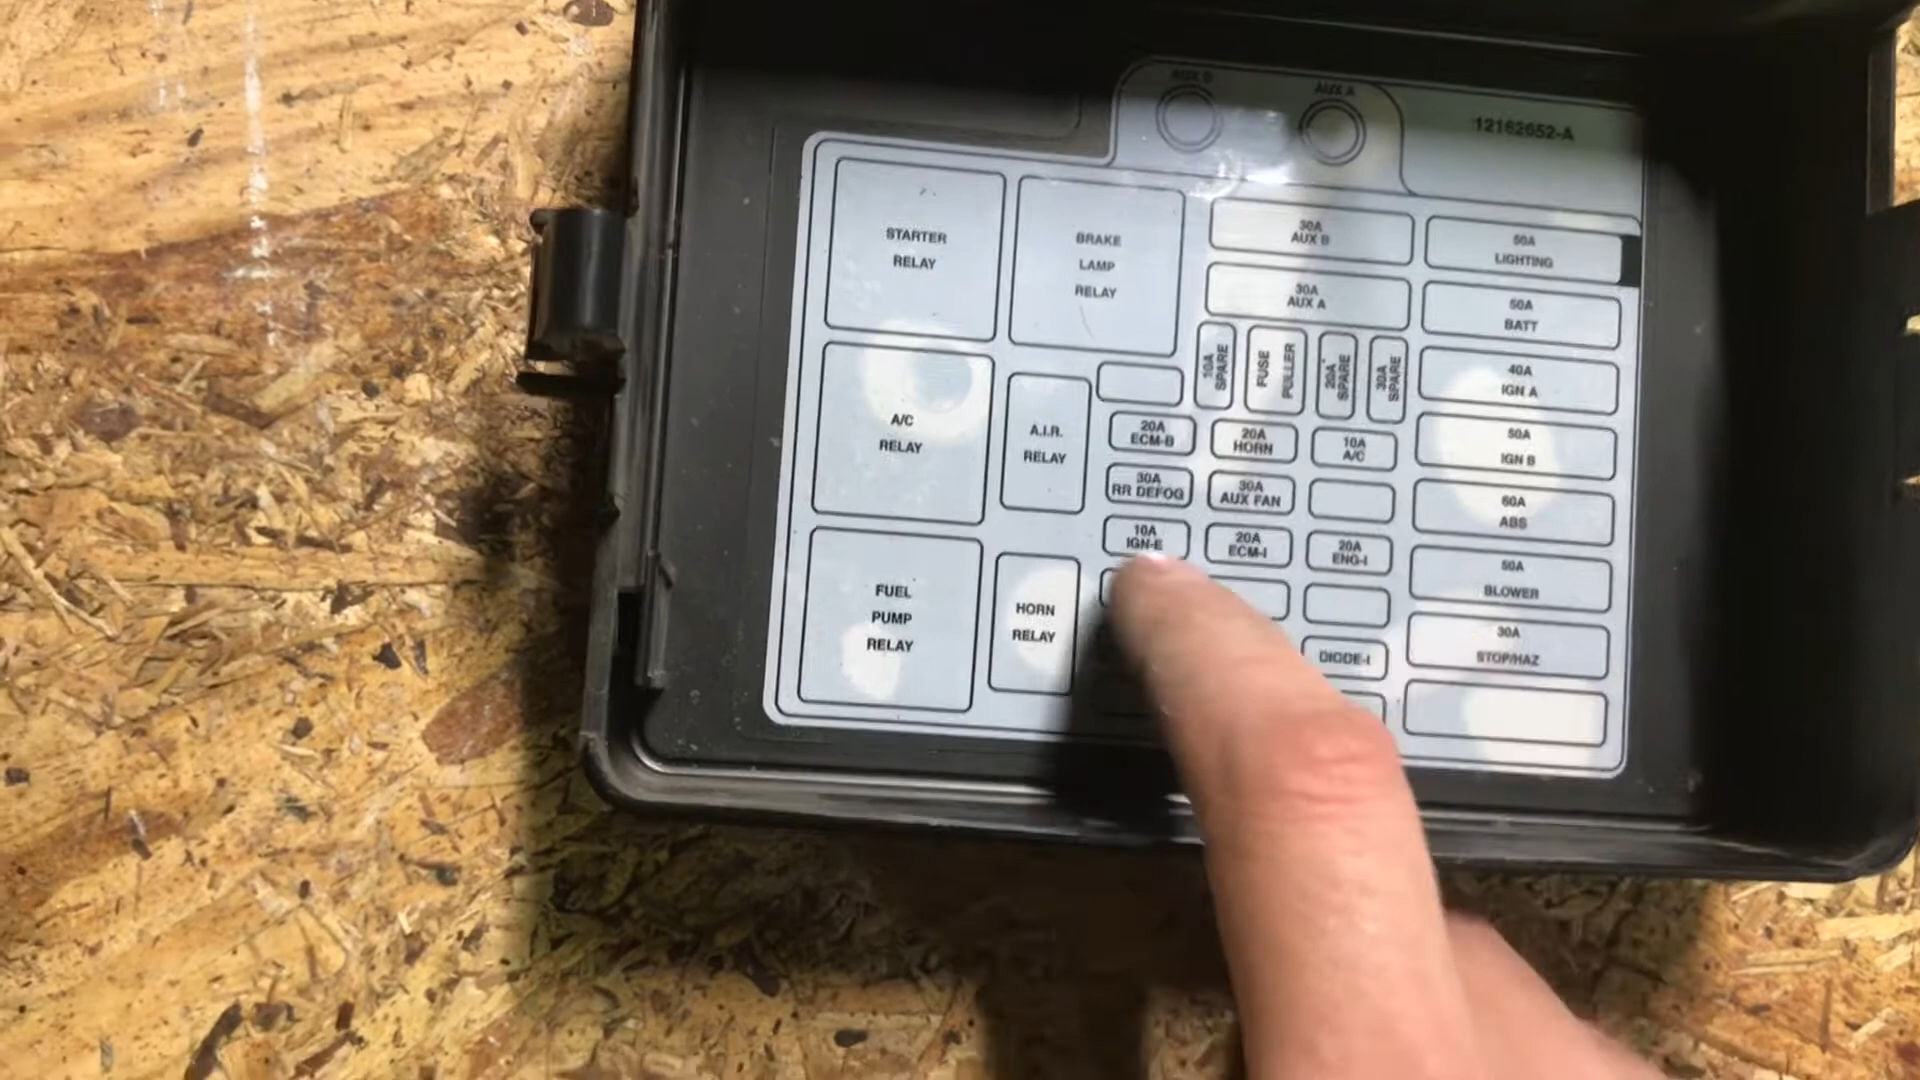 AUX B
AUX A
12162652-A
STARTER
RELAY
BRAKE
LAMP
RELAY
30A
AUX B
50A
LIGHTING
30A
AUX A
50A
BATT
10A
SPARE
FUSE
PULLER
20A
SPARE
30A
SPARE
40A
IGN A
A/C
RELAY
A.I.R.
RELAY
20A
ECM-B
20A
HORN
10A
A/C
50A
IGN B
30A
RR DEFOG
30A
AUX FAN
60A
ABS
10A
IGN-E
20A
ECM-I
20A
ENG-I
50A
BLOWER
FUEL
PUMP
RELAY
HORN
RELAY
DIODE-I
30A
STOP/HAZ